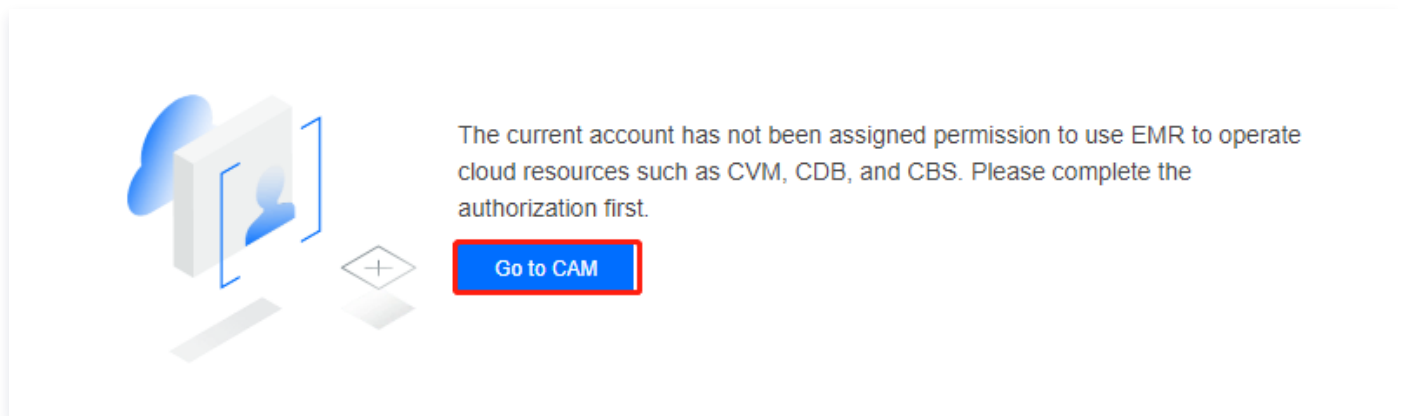 The current account has not been assigned permission to use EMR to operate
cloud resources such as CVM, CDB, and CBS. Please complete the
authorization first.
Go to CAM